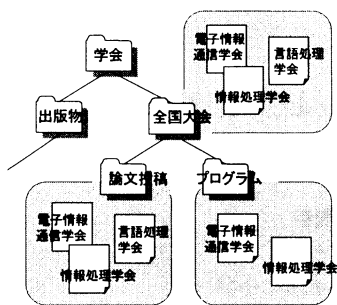 学会
電子情報
通信学会
言語処理
学会
情報処理学会
出版物
全国大会
論文投稿
プログラム
電子情報
通信学会
言語処理
学会
情報処理学会
電子情報
通信学会
情報処理学会